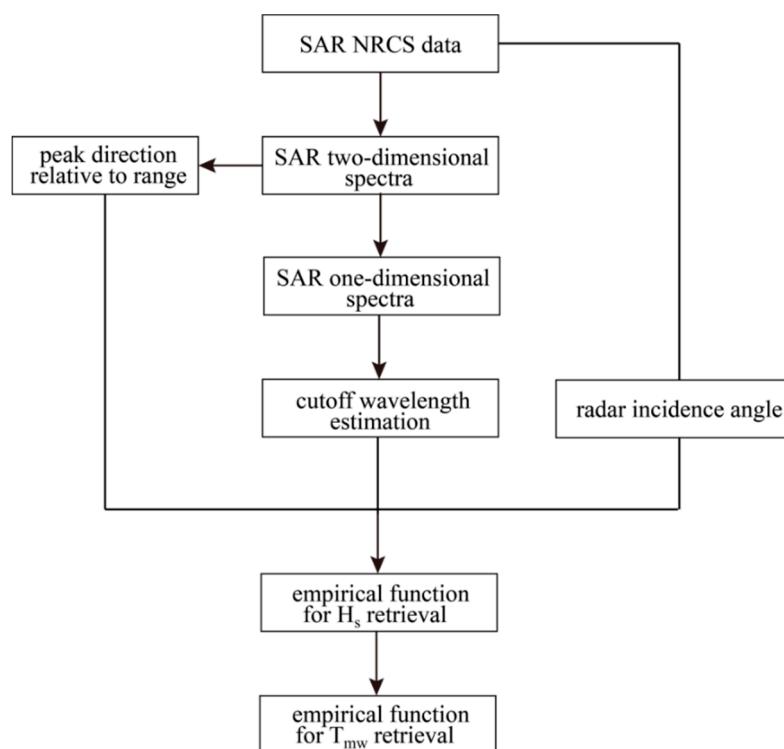 SAR NRCS data
peak direction
relative to range
SAR two-dimensional
spectra
SAR one-dimensional
spectra
cutoff wavelength
estimation
radar incidence angle
empirical function
for Hₛ retrieval
empirical function
for Tmw retrieval